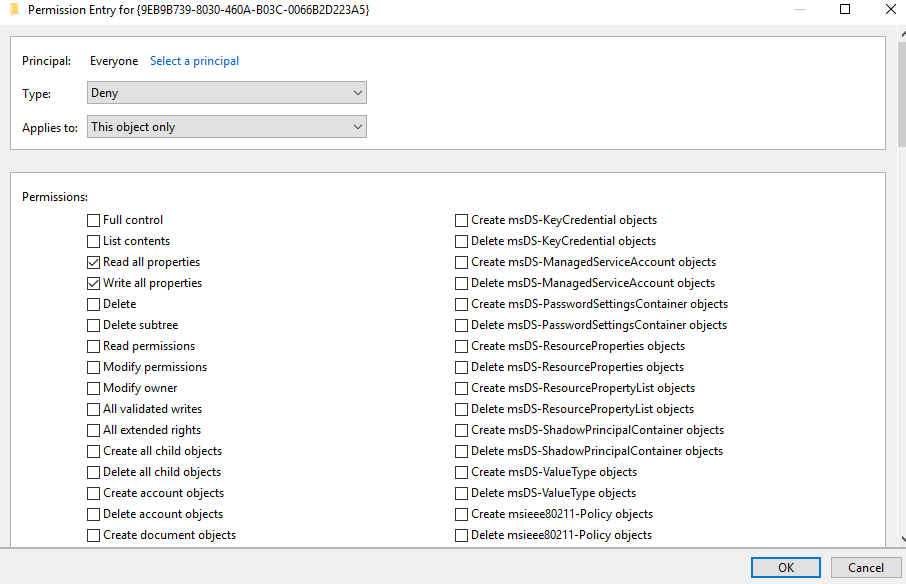 Permission Entry for {9EB9B739-8030-460A-B03C-0066B2D223A5}
Principal: Everyone Select a principal
Type: Deny
Applies to: This object only
Permissions:
Full control
List contents
Read all properties
Write all properties
Delete
Delete subtree
Read permissions
Modify permissions
Modify owner
All validated writes
All extended rights
Create all child objects
Delete all child objects
Create account objects
Delete account objects
Create document objects
Create msDS-KeyCredential objects
Delete msDS-KeyCredential objects
Create msDS-ManagedServiceAccount objects
Delete msDS-ManagedServiceAccount objects
Create msDS-PasswordSettingsContainer objects
Delete msDS-PasswordSettingsContainer objects
Create msDS-ResourceProperties objects
Delete msDS-ResourceProperties objects
Create msDS-ResourcePropertyList objects
Delete msDS-ResourcePropertyList objects
Create msDS-ShadowPrincipalContainer objects
Delete msDS-ShadowPrincipalContainer objects
Create msDS-ValueType objects
Delete msDS-ValueType objects
Create msieee80211-Policy objects
Delete msieee80211-Policy objects
OK Cancel